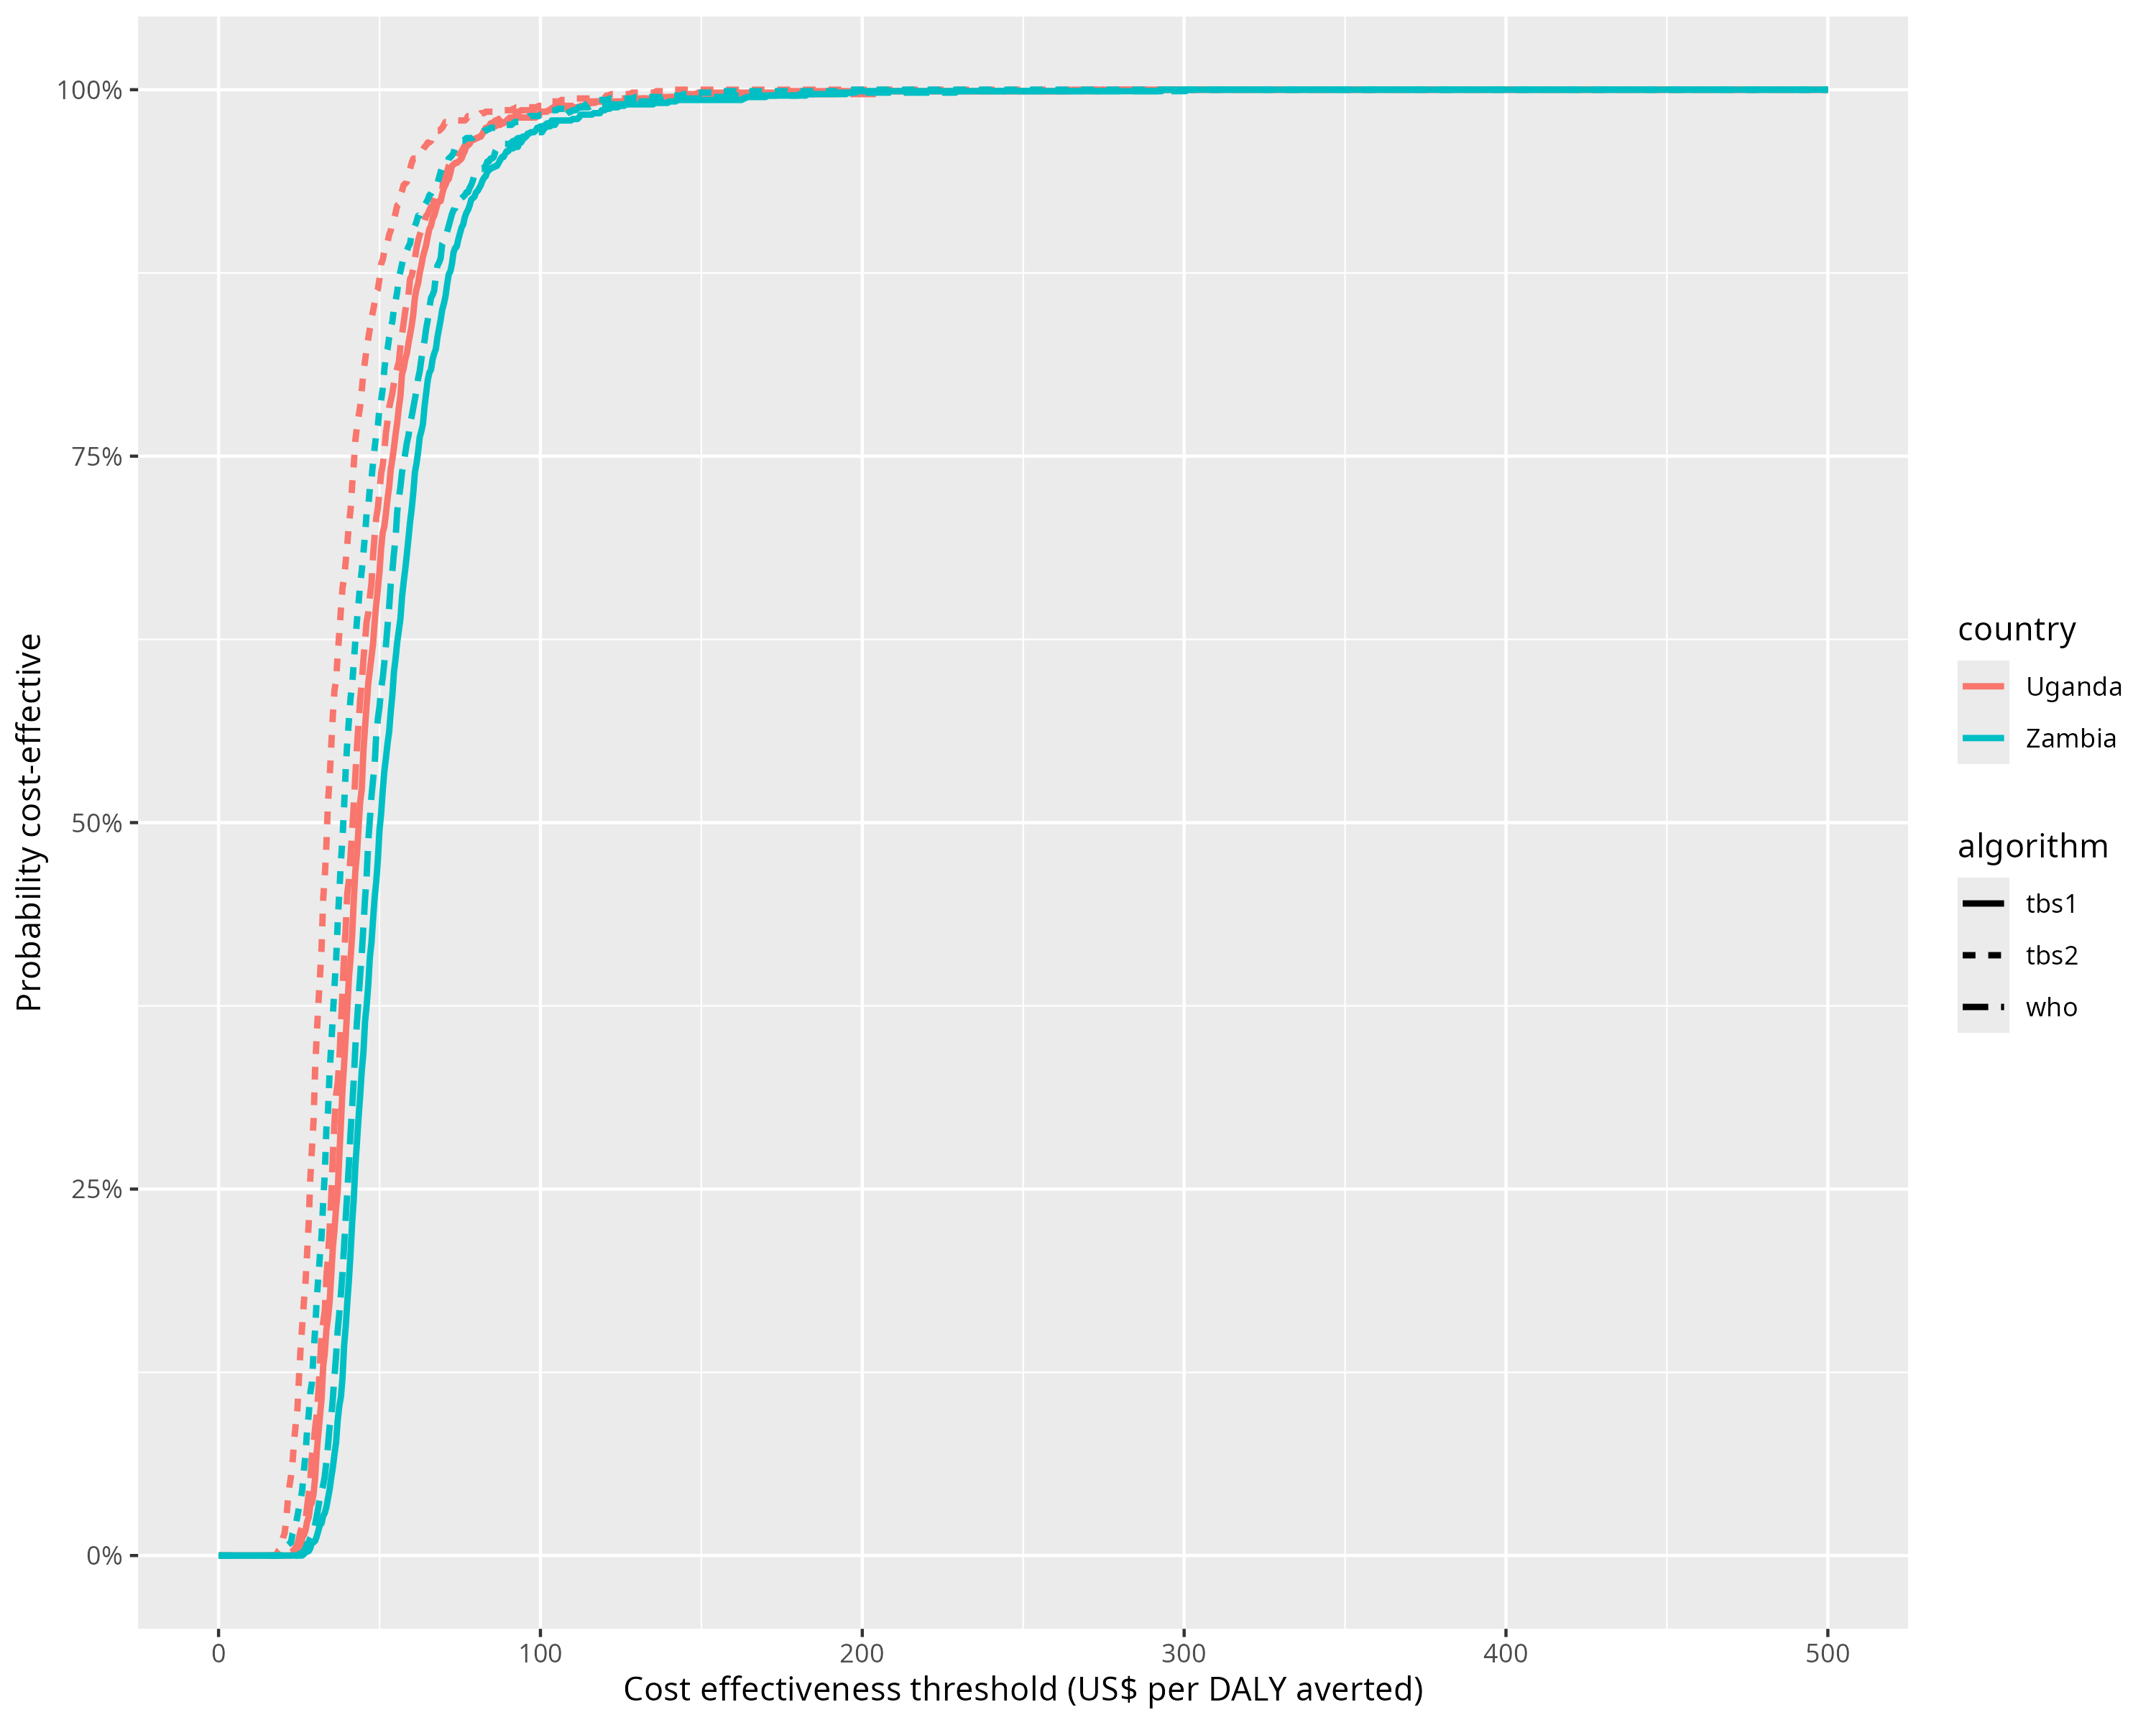 100%
75%
50%
25%
0%
Probability cost-effective
0 100 200 300 400 500
Cost effectiveness threshold (US$ per DALY averted)
country
Uganda
Zambia
algorithm
tbs1
tbs2
who